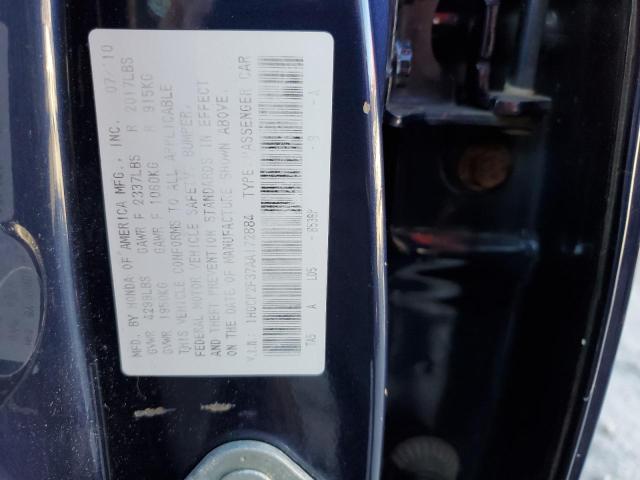 MFD. BY HONDA OF AMERICA MFG., INC. 07/10
GVWR 4299LBS GAWR F 2337LBS R 2017LBS
GVWR 1950KG GAWR F 1060KG R 915KG
THIS VEHICLE CONFORMS TO ALL APPLICABLE
FEDERAL MOTOR VEHICLE SAFETY BUMPER,
AND THEFT PREVENTION STANDARDS IN EFFECT
ON THE DATE OF MANUFACTURE SHOWN ABOVE.
V.I.N.: TYPE: PASSENGER CAR
TA5 A L05